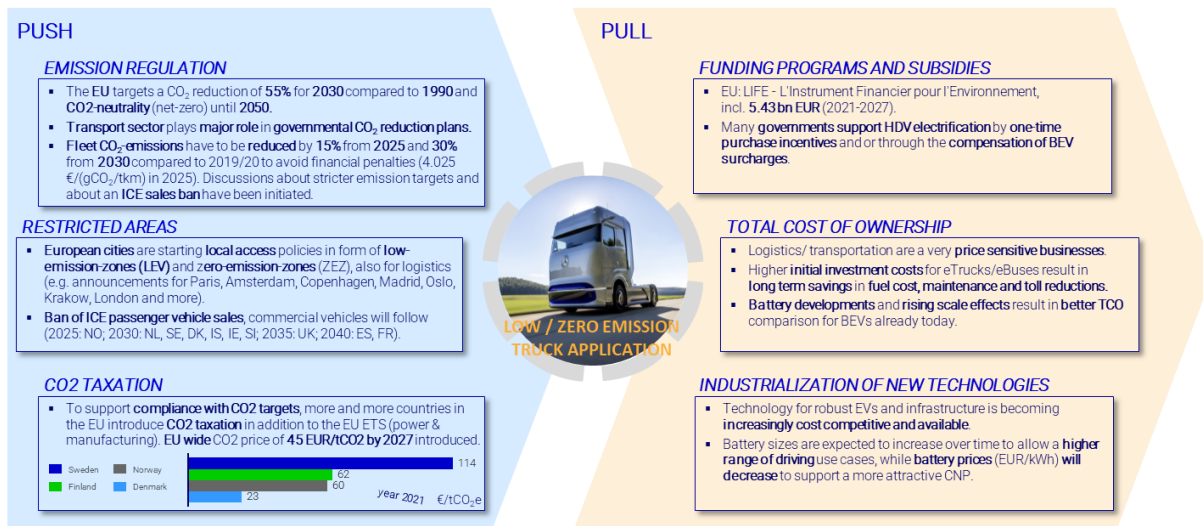 PUSH
EMISSION REGULATION
▪ The EU targets a CO₂ reduction of 55% for 2030 compared to 1990 and
CO2-neutrality (net-zero) until 2050.
▪ Transport sector plays major role in governmental CO₂ reduction plans.
▪ Fleet CO₂-emissions have to be reduced by 15% from 2025 and 30%
from 2030 compared to 2019/20 to avoid financial penalties (4.025
€/(gCO₂/tkm) in 2025). Discussions about stricter emission targets and
about an ICE sales ban have been initiated.
RESTRICTED AREAS
▪ European cities are starting local access policies in form of low-
emission-zones (LEV) and zero-emission-zones (ZEZ), also for logistics
(e.g. announcements for Paris, Amsterdam, Copenhagen, Madrid, Oslo,
Krakow, London and more).
▪ Ban of ICE passenger vehicle sales, commercial vehicles will follow
(2025: NO; 2030: NL, SE, DK, IS, IE, SI; 2035: UK; 2040: ES, FR).
CO2 TAXATION
▪ To support compliance with CO2 targets, more and more countries in
the EU introduce CO2 taxation in addition to the EU ETS (power &
manufacturing). EU wide CO2 price of 45 EUR/tCO2 by 2027 introduced.
Sweden Norway
Finland Denmark
114
62
60
23
year 2021 €/tCO₂e
LOW / ZERO EMISSION
TRUCK APPLICATION
PULL
FUNDING PROGRAMS AND SUBSIDIES
▪ EU: LIFE - L'Instrument Financier pour l'Environnement,
incl. 5.43 bn EUR (2021-2027).
▪ Many governments support HDV electrification by one-time
purchase incentives and or through the compensation of BEV
surcharges.
TOTAL COST OF OWNERSHIP
▪ Logistics/ transportation are a very price sensitive businesses.
▪ Higher initial investment costs for eTrucks/eBuses result in
long term savings in fuel cost, maintenance and toll reductions.
▪ Battery developments and rising scale effects result in better TCO
comparison for BEVs already today.
INDUSTRIALIZATION OF NEW TECHNOLOGIES
▪ Technology for robust EVs and infrastructure is becoming
increasingly cost competitive and available.
▪ Battery sizes are expected to increase over time to allow a higher
range of driving use cases, while battery prices (EUR/kWh) will
decrease to support a more attractive CNP.